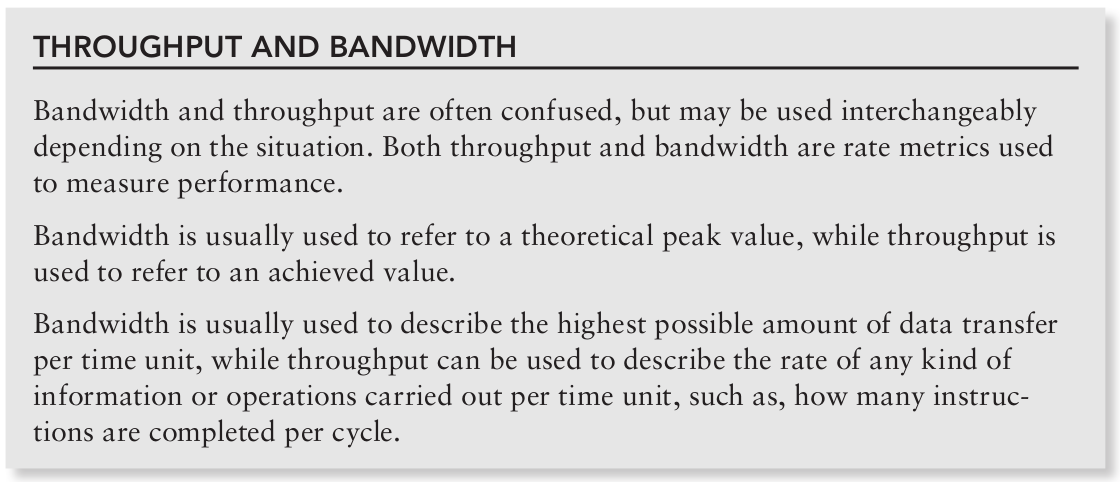 THROUGHPUT AND BANDWIDTH
Bandwidth and throughput are often confused, but may be used interchangeably
depending on the situation. Both throughput and bandwidth are rate metrics used
to measure performance.
Bandwidth is usually used to refer to a theoretical peak value, while throughput is
used to refer to an achieved value.
Bandwidth is usually used to describe the highest possible amount of data transfer
per time unit, while throughput can be used to describe the rate of any kind of
information or operations carried out per time unit, such as, how many instruc-
tions are completed per cycle.